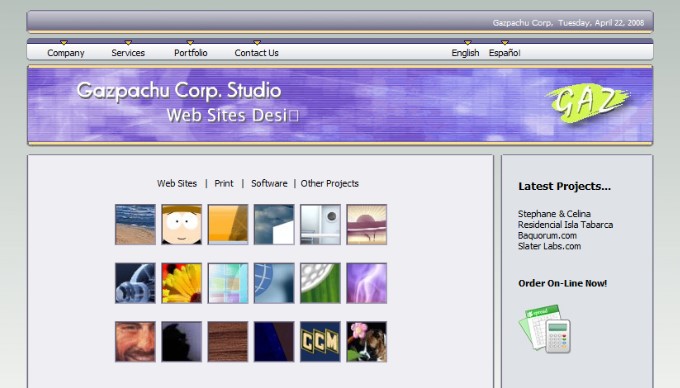 Gazpachu Corp. Tuesday, April 22, 2008
Company Services Portfolio Contact Us English Español
Gazpachu Corp. Studio
Web Sites Desi
GAZ
Web Sites | Print | Software | Other Projects
Latest Projects...
Stephane & Celina
Residencial Isla Tabarca
Baquorum.com
Slater Labs.com
Order On-Line Now!
CCM